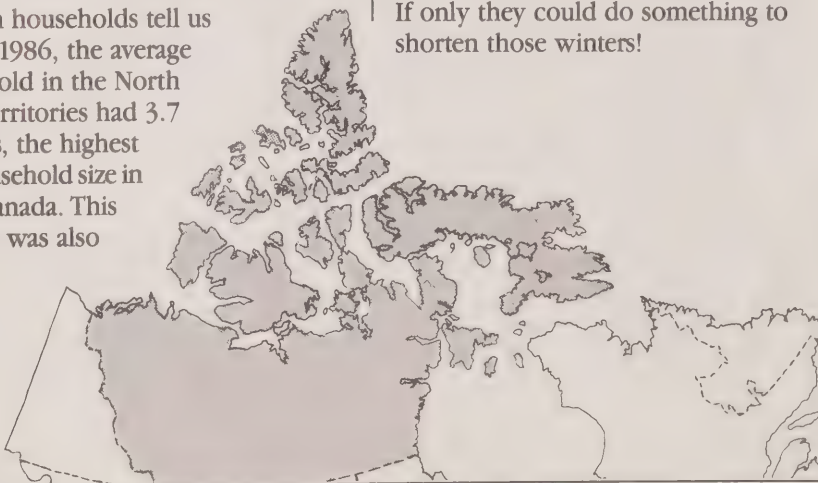 households tell us
1986, the average
old in the North
rritories had 3.7
, the highest
sehold size in
anada. This
was also
If only they could do something to
shorten those winters!